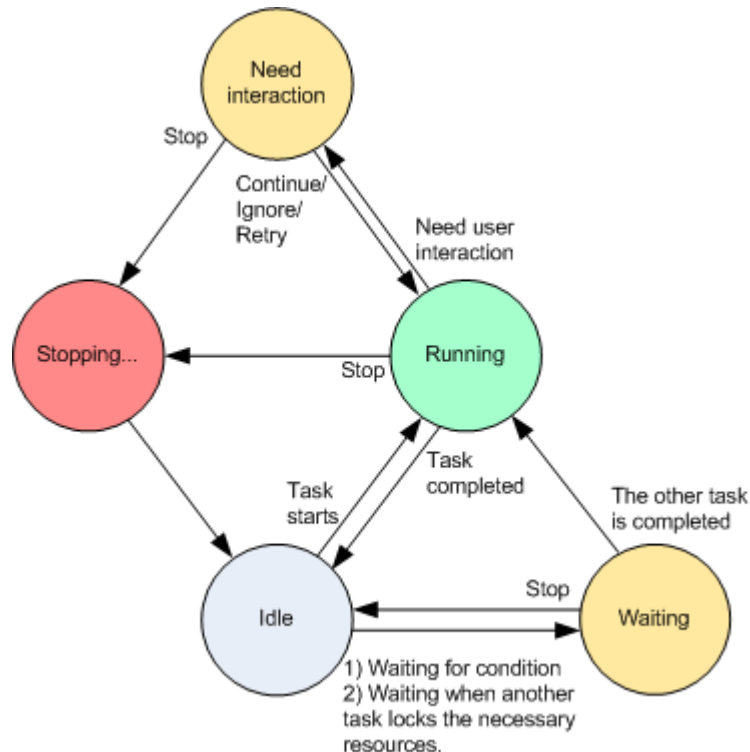 Need
interaction
Stop
Continue/
Ignore/
Retry
Need user
interaction
Stopping...
Running
Stop
Task
starts
Task
completed
The other task
is completed
Idle
Stop
Waiting
1) Waiting for condition
2) Waiting when another
task locks the necessary
resources.